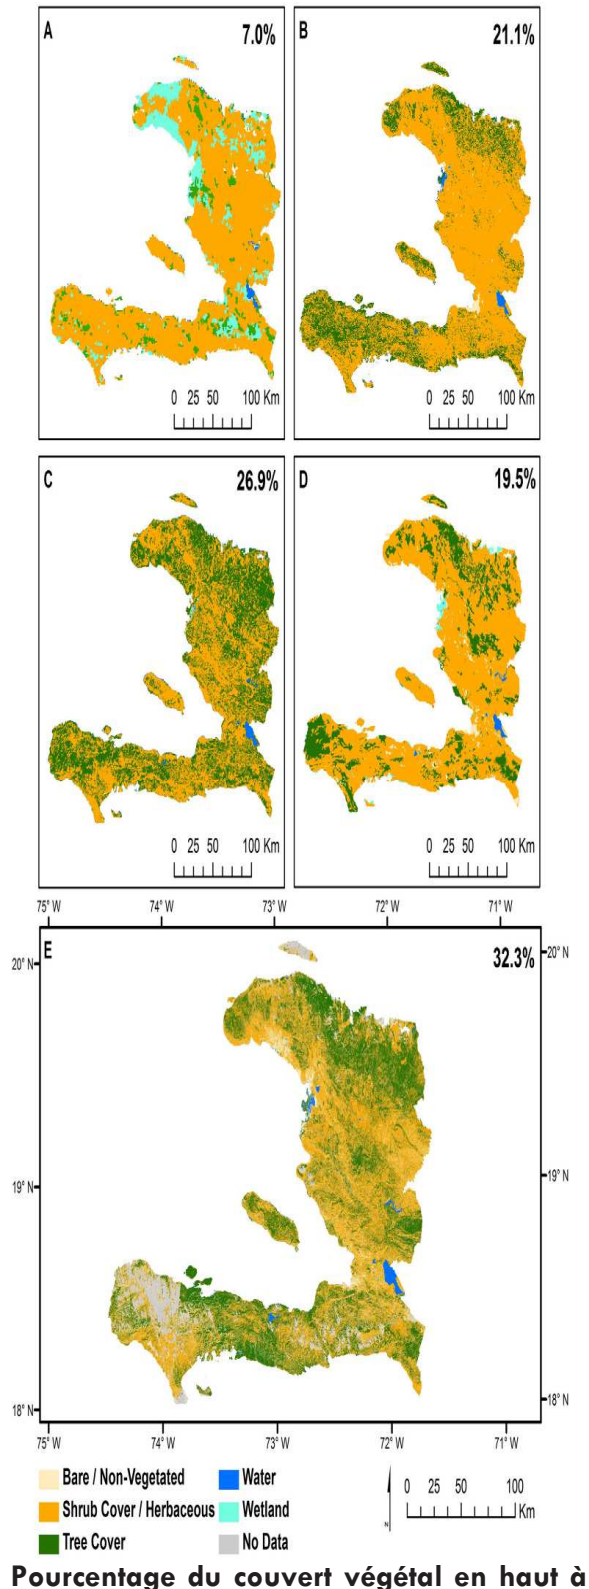 A 7.0%
B 21.1%
0 25 50 100 Km
0 25 50 100 Km
C 26.9%
D 19.5%
0 25 50 100 Km
0 25 50 100 Km
75° W 74° W 73° W 72° W 71° W
E 32.3%
20° N 20° N
19° N 19° N
18° N 18° N
75° W 74° W 73° W 72° W 71° W
Bare / Non-Vegetated
Shrub Cover / Herbaceous
Tree Cover
Water
Wetland
No Data
N
0 25 50 100
Km
Pourcentage du couvert végétal en haut à